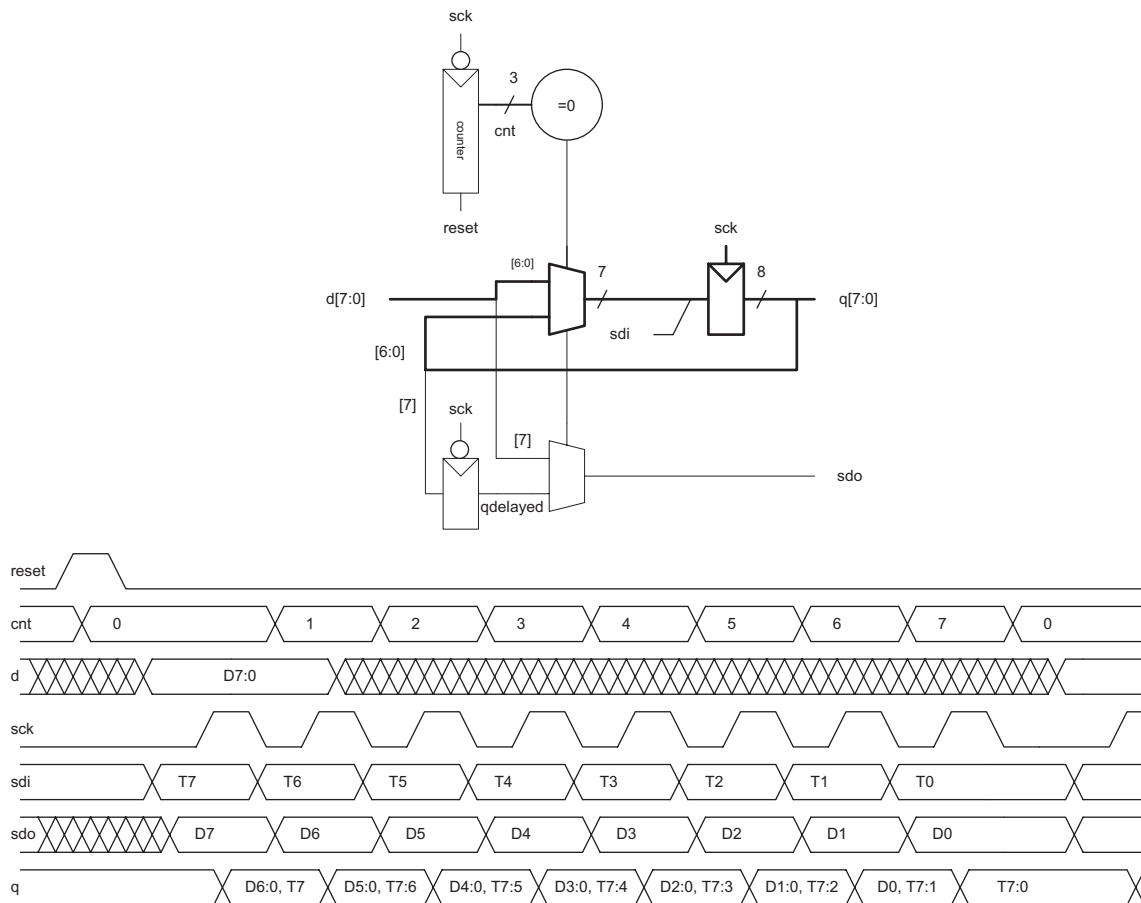 sck
3
=0
cnt
counter
reset
sck
[6:0]
7
8
d[7:0]
q[7:0]
sdi
[6:0]
[7]
sck
[7]
sdo
qdelayed
reset
cnt 0 1 2 3 4 5 6 7 0
d D7:0
sck
sdi T7 T6 T5 T4 T3 T2 T1 T0
sdo D7 D6 D5 D4 D3 D2 D1 D0
q D6:0, T7 D5:0, T7:6 D4:0, T7:5 D3:0, T7:4 D2:0, T7:3 D1:0, T7:2 D0, T7:1 T7:0